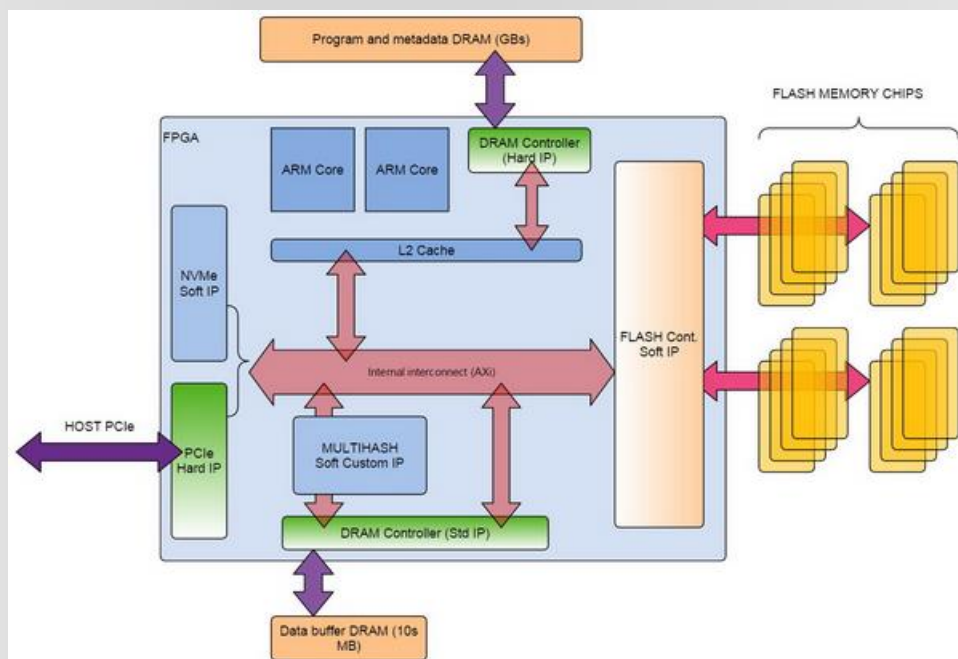 Program and metadata DRAM (GBs)
FLASH MEMORY CHIPS
FPGA
ARM Core
ARM Core
DRAM Controller
(Hard IP)
L2 Cache
NVMe
Soft IP
FLASH Cont.
Soft IP
Internal interconnect (AXi)
HOST PCIe
PCIe
Hard IP
MULTIHASH
Soft Custom IP
DRAM Controller (Std IP)
Data buffer DRAM (10s
MB)